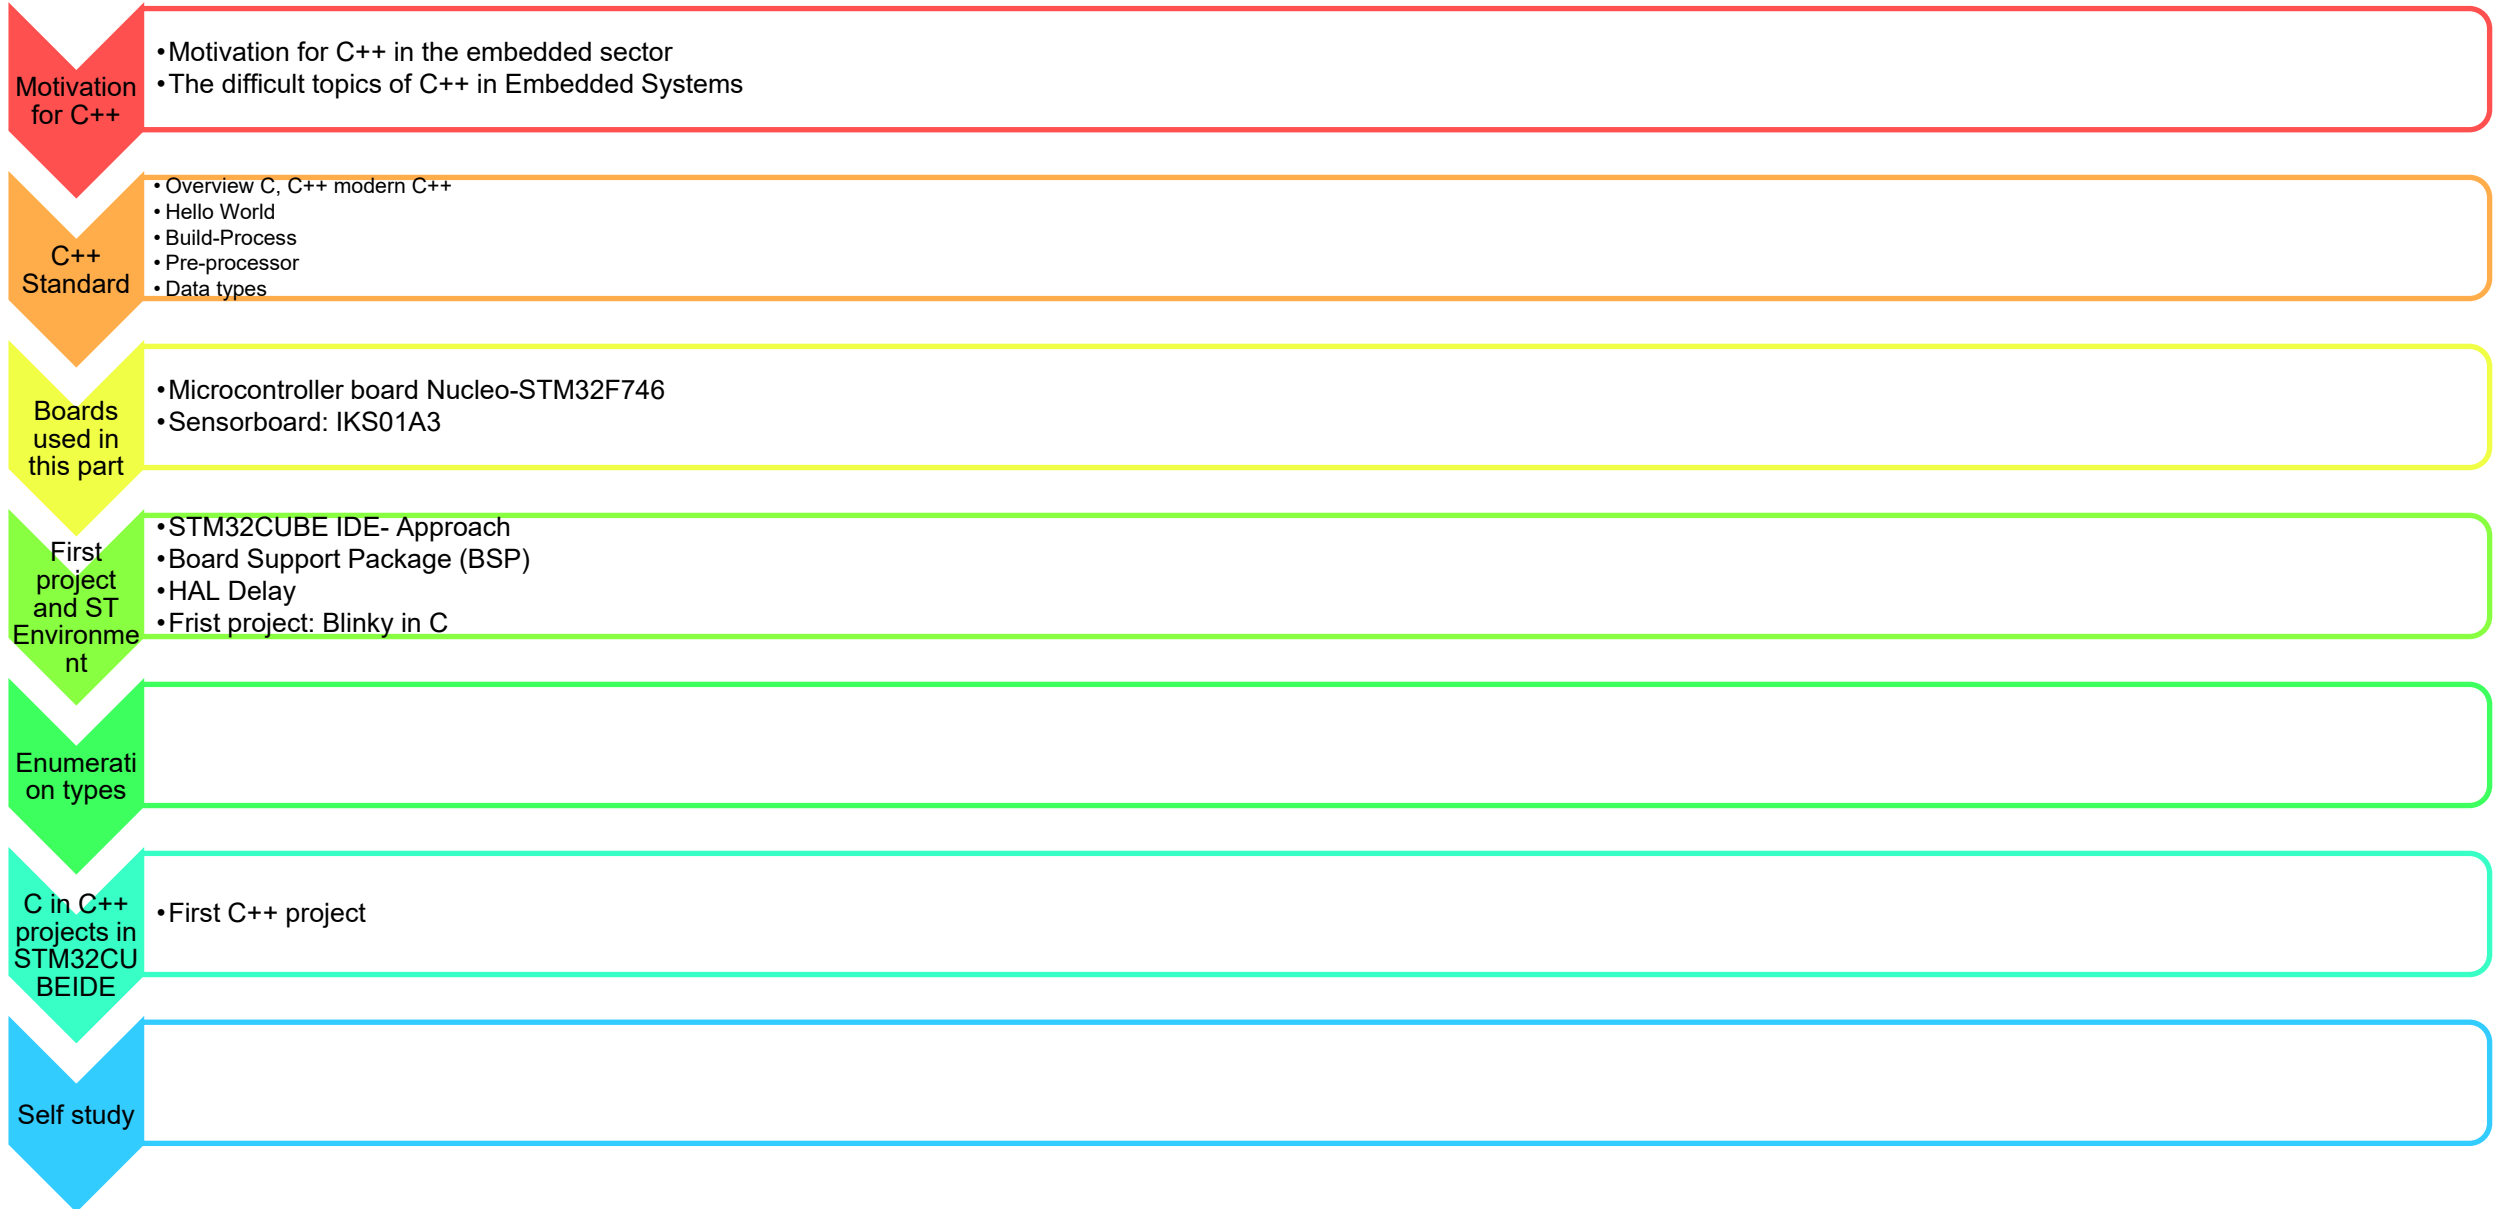 Motivation
for C++
•Motivation for C++ in the embedded sector
•The difficult topics of C++ in Embedded Systems
C++
Standard
•Overview C, C++ modern C++
•Hello World
•Build-Process
•Pre-processor
•Data types
Boards
used in
this part
•Microcontroller board Nucleo-STM32F746
•Sensorboard: IKS01A3
First
project
and ST
Environme
nt
•STM32CUBE IDE- Approach
•Board Support Package (BSP)
•HAL Delay
•Frist project: Blinky in C
Enumerati
on types
C in C++
projects in
STM32CU
BEIDE
•First C++ project
Self study